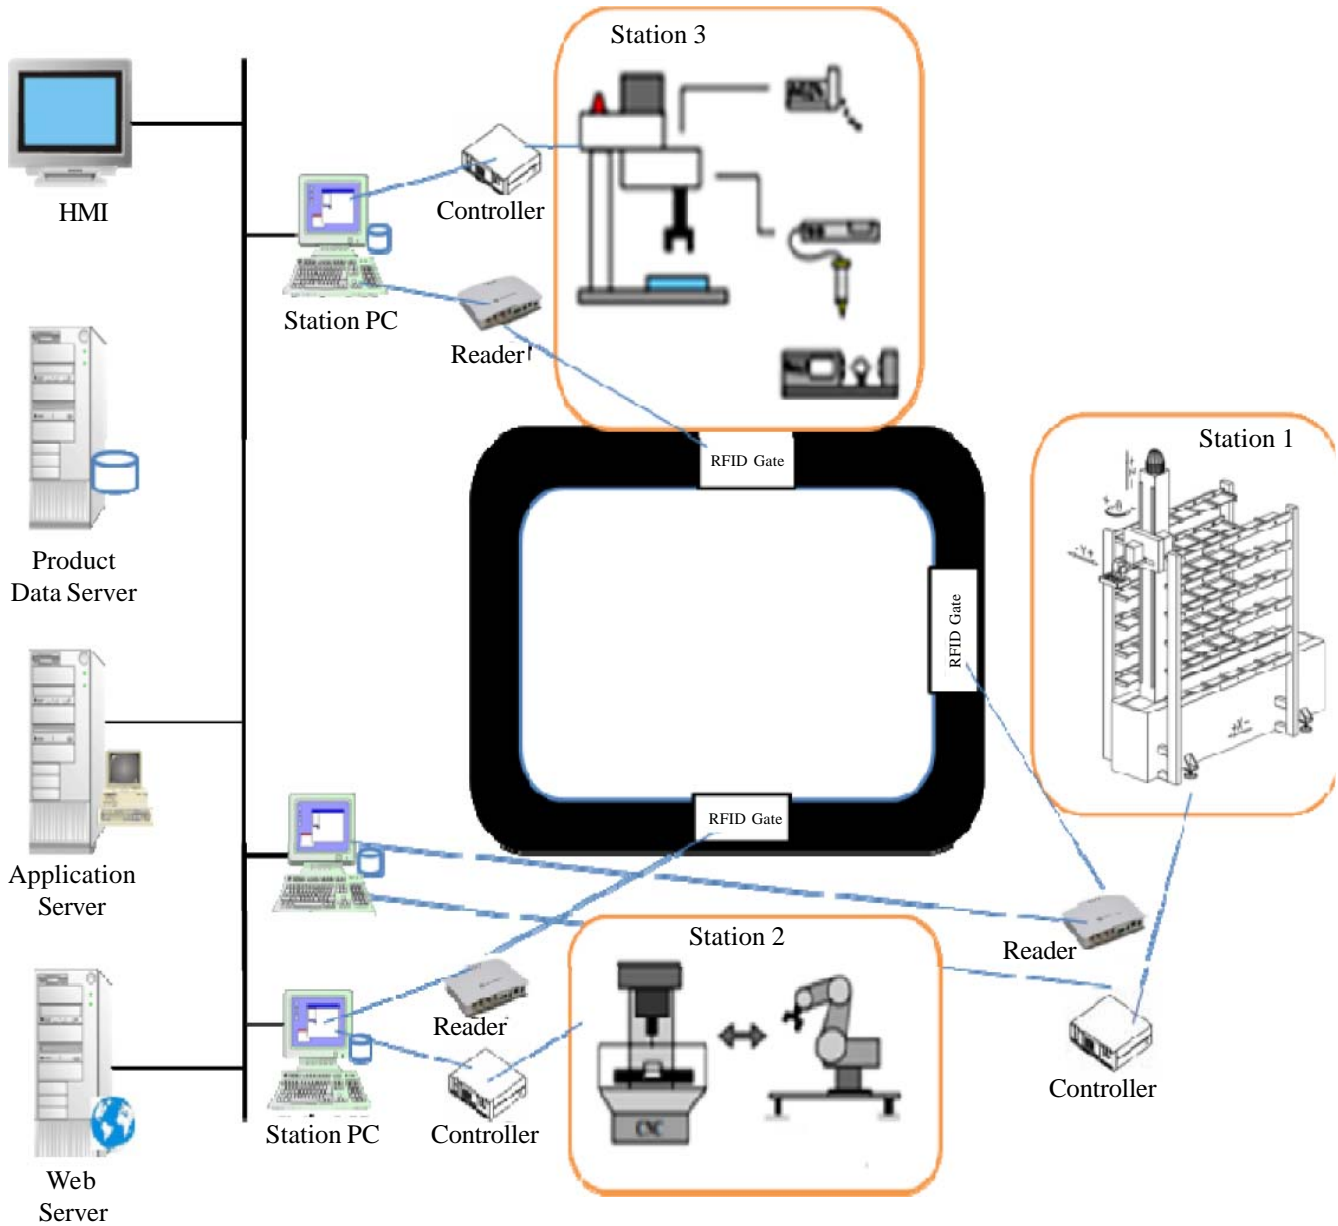 Station 3
HMI
Controller
Station PC
Reader
RFID Gate
Station 1
Product
Data Server
RFID Gate
RFID Gate
Application
Server
Station 2
Reader
Reader
Controller
Station PC
Controller
CNC
Web
Server